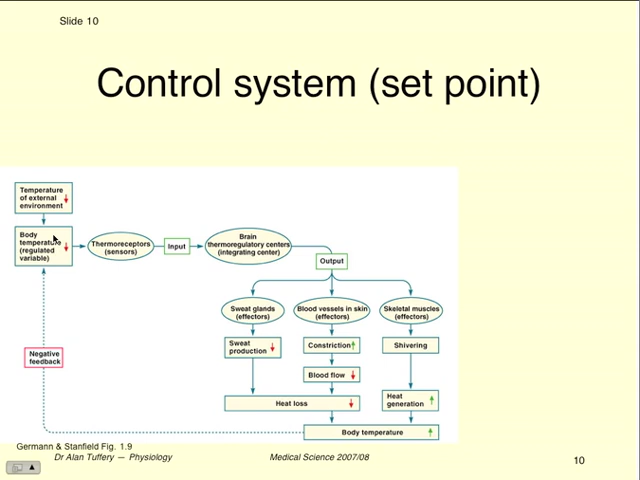 Slide 10
Control system (set point)
Temperature
of external
environment
Body
temperature
(regulated
variable)
Thermoreceptors
(sensors)
Input
Brain
thermoregulatory centers
(integrating center)
Output
Sweat glands
(effectors)
Blood vessels in skin
(effectors)
Skeletal muscles
(effectors)
Sweat
production
Constriction
Shivering
Blood flow
Negative
feedback
Heat loss
Heat
generation
Body temperature
Germann & Stanfield Fig. 1.9
Dr Alan Tuffery — Physiology
Medical Science 2007/08
10